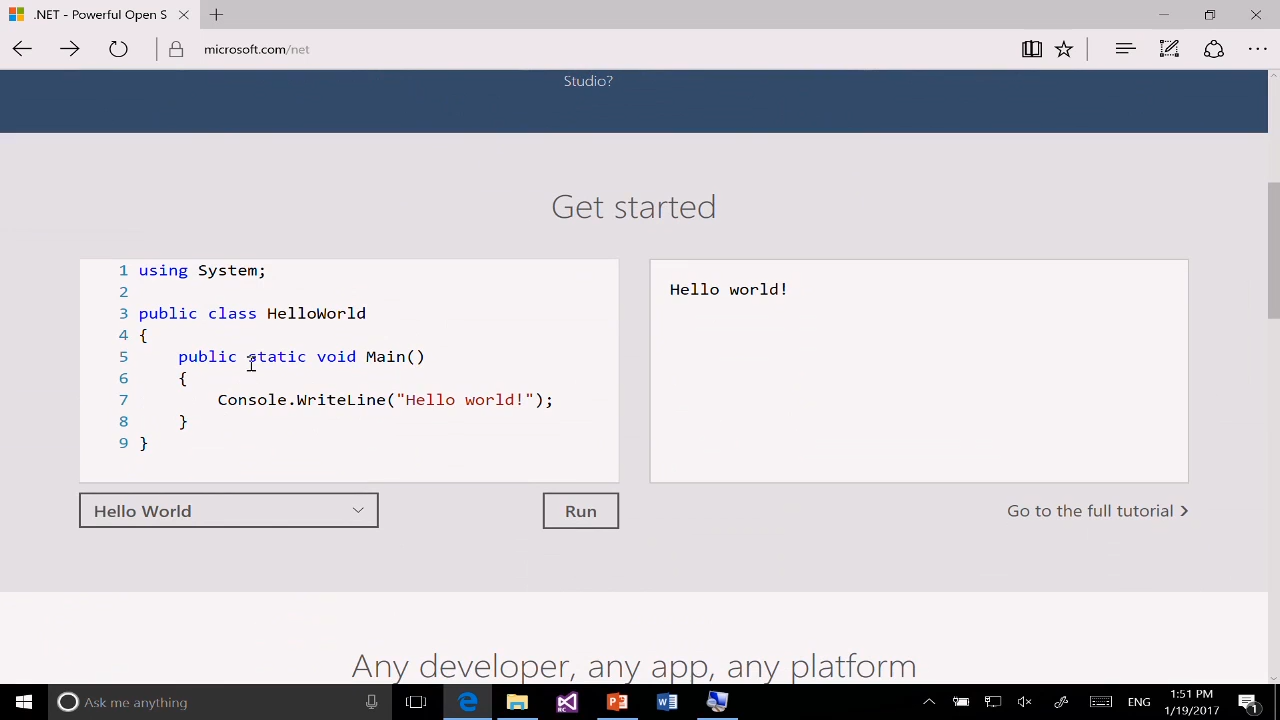 .NET - Powerful Open S
microsoft.com/net
Studio?
Get started
1 using System;
2
3 public class HelloWorld
4 {
5     public static void Main()
6     {
7         Console.WriteLine("Hello world!");
8     }
9 }
Hello world!
Hello World
Run
Go to the full tutorial
Any developer, any app, any platform
Ask me anything
ENG
1:51 PM
1/19/2017
1